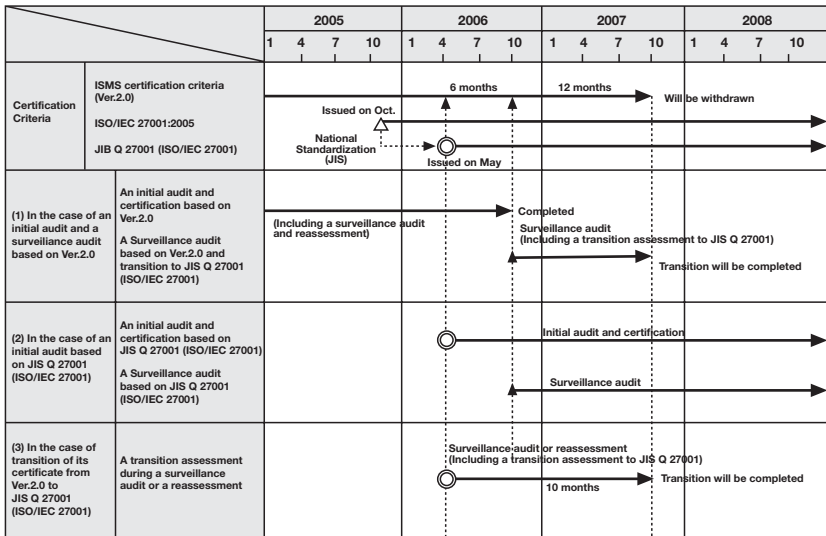 2005 2006 2007 2008
1 4 7 10 1 4 7 10 1 4 7 10 1 4 7 10
Certification
Criteria
ISMS certification criteria
(Ver.2.0)
ISO/IEC 27001:2005
JIB Q 27001 (ISO/IEC 27001)
6 months
12 months
Will be withdrawn
Issued on Oct.
National
Standardization
(JIS)
Issued on May
(1) In the case of an
initial audit and a
surveiliance audit
based on Ver.2.0
An initial audit and
certification based on
Ver.2.0
A Surveillance audit
based on Ver.2.0 and
transition to JIS Q 27001
(ISO/IEC 27001)
(Including a surveillance audit
and reassessment)
Completed
Surveillance audit
(Including a transition assessment to JIS Q 27001)
Transition will be completed
(2) In the case of an
initial audit based
on JIS Q 27001
(ISO/IEC 27001)
An initial audit and
certification based on
JIS Q 27001 (ISO/IEC 27001)
A Surveillance audit
based on JIS Q 27001
(ISO/IEC 27001)
Initial audit and certification
Surveillance audit
(3) In the case of
transition of its
certificate from
Ver.2.0 to
JIS Q 27001
(ISO/IEC 27001)
A transition assessment
during a surveillance
audit or a reassessment
Surveillance audit or reassessment
(Including a transition assessment to JIS Q 27001)
10 months
Transition will be completed